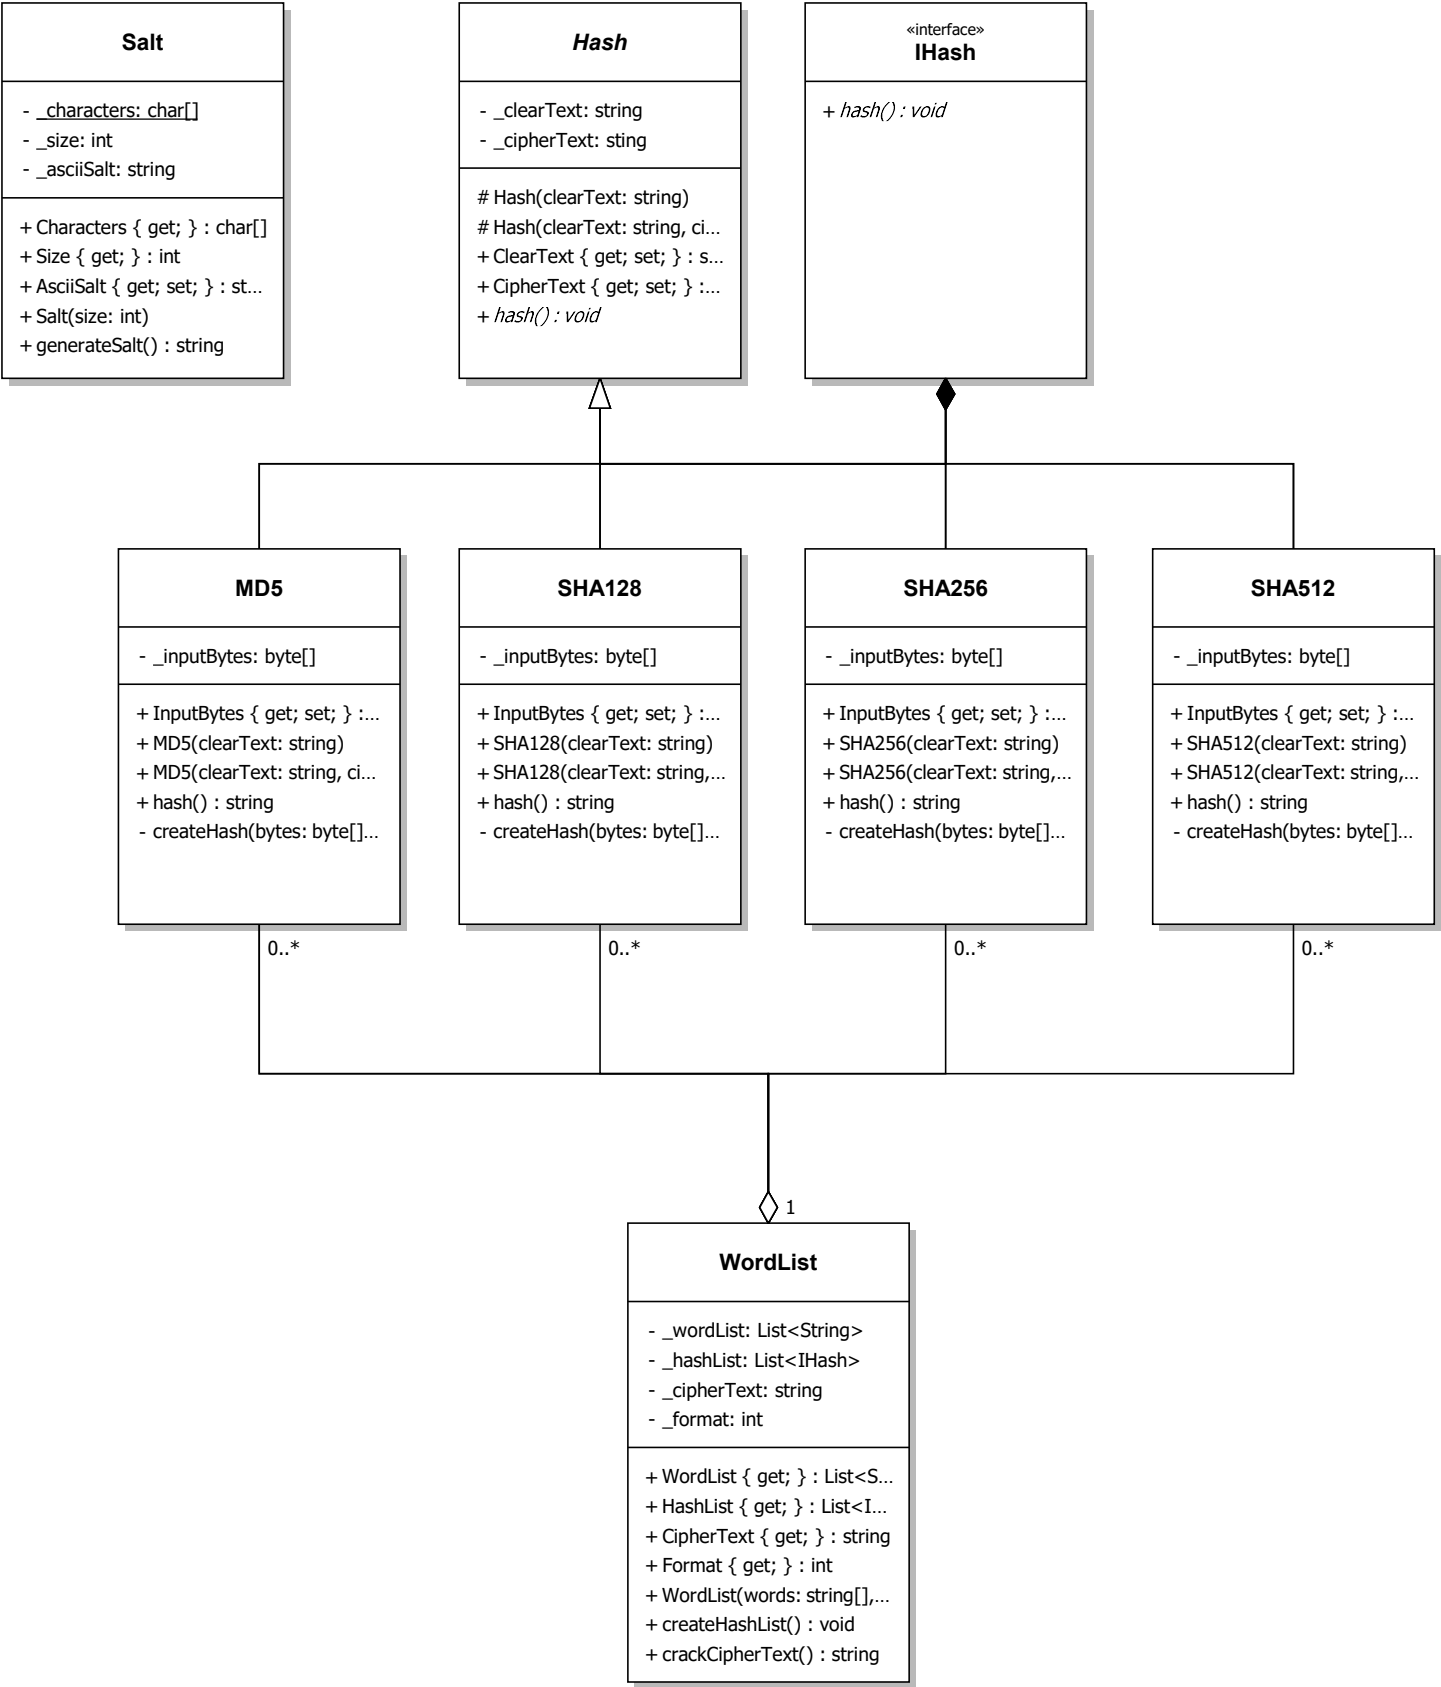 Salt
- _characters: char[]
- _size: int
- _asciiSalt: string
+ Characters { get; } : char[]
+ Size { get; } : int
+ AsciiSalt { get; set; } : st...
+ Salt(size: int)
+ generateSalt() : string
Hash
- _clearText: string
- _cipherText: sting
# Hash(clearText: string)
# Hash(clearText: string, ci...
+ ClearText { get; set; } : s...
+ CipherText { get; set; } :...
+ hash() : void
«interface»
IHash
+ hash() : void
MD5
- _inputBytes: byte[]
+ InputBytes { get; set; } :...
+ MD5(clearText: string)
+ MD5(clearText: string, ci...
+ hash() : string
- createHash(bytes: byte[]...
0..*
SHA128
- _inputBytes: byte[]
+ InputBytes { get; set; } :...
+ SHA128(clearText: string)
+ SHA128(clearText: string,...
+ hash() : string
- createHash(bytes: byte[]...
0..*
SHA256
- _inputBytes: byte[]
+ InputBytes { get; set; } :...
+ SHA256(clearText: string)
+ SHA256(clearText: string,...
+ hash() : string
- createHash(bytes: byte[]...
0..*
SHA512
- _inputBytes: byte[]
+ InputBytes { get; set; } :...
+ SHA512(clearText: string)
+ SHA512(clearText: string,...
+ hash() : string
- createHash(bytes: byte[]...
0..*
1
WordList
- _wordList: List<String>
- _hashList: List<IHash>
- _cipherText: string
- _format: int
+ WordList { get; } : List<S...
+ HashList { get; } : List<I...
+ CipherText { get; } : string
+ Format { get; } : int
+ WordList(words: string[],...
+ createHashList() : void
+ crackCipherText() : string